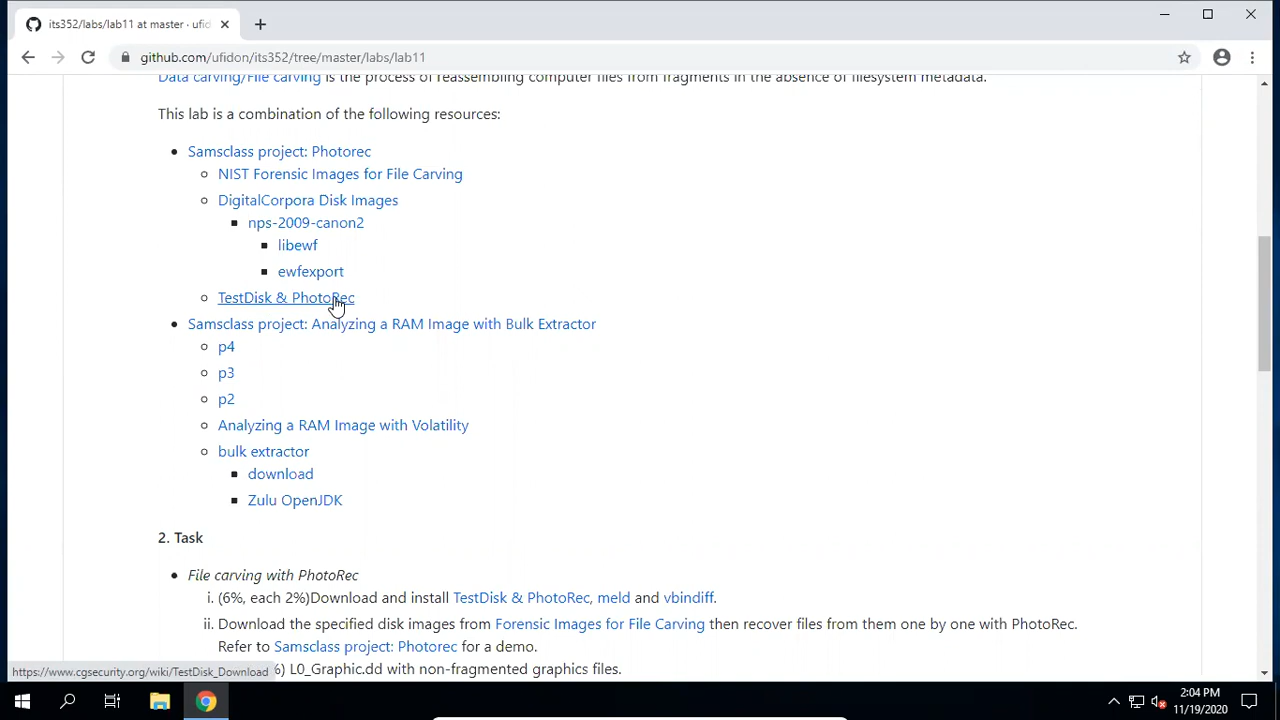 its352/labs/lab11 at master · ufid
github.com/ufidon/its352/tree/master/labs/lab11
Data carving/File carving is the process of reassembling computer files from fragments in the absence of filesystem metadata.
This lab is a combination of the following resources:
Samsclass project: Photorec
NIST Forensic Images for File Carving
DigitalCorpora Disk Images
nps-2009-canon2
libewf
ewfexport
TestDisk & PhotoRec
Samsclass project: Analyzing a RAM Image with Bulk Extractor
p4
p3
p2
Analyzing a RAM Image with Volatility
bulk extractor
download
Zulu OpenJDK
2. Task
File carving with PhotoRec
i. (6%, each 2%)Download and install TestDisk & PhotoRec, meld and vbindiff.
ii. Download the specified disk images from Forensic Images for File Carving then recover files from them one by one with PhotoRec.
Refer to Samsclass project: Photorec for a demo.
L0_Graphic.dd with non-fragmented graphics files.
https://www.cgsecurity.org/wiki/TestDisk_Download
2:04 PM
11/19/2020